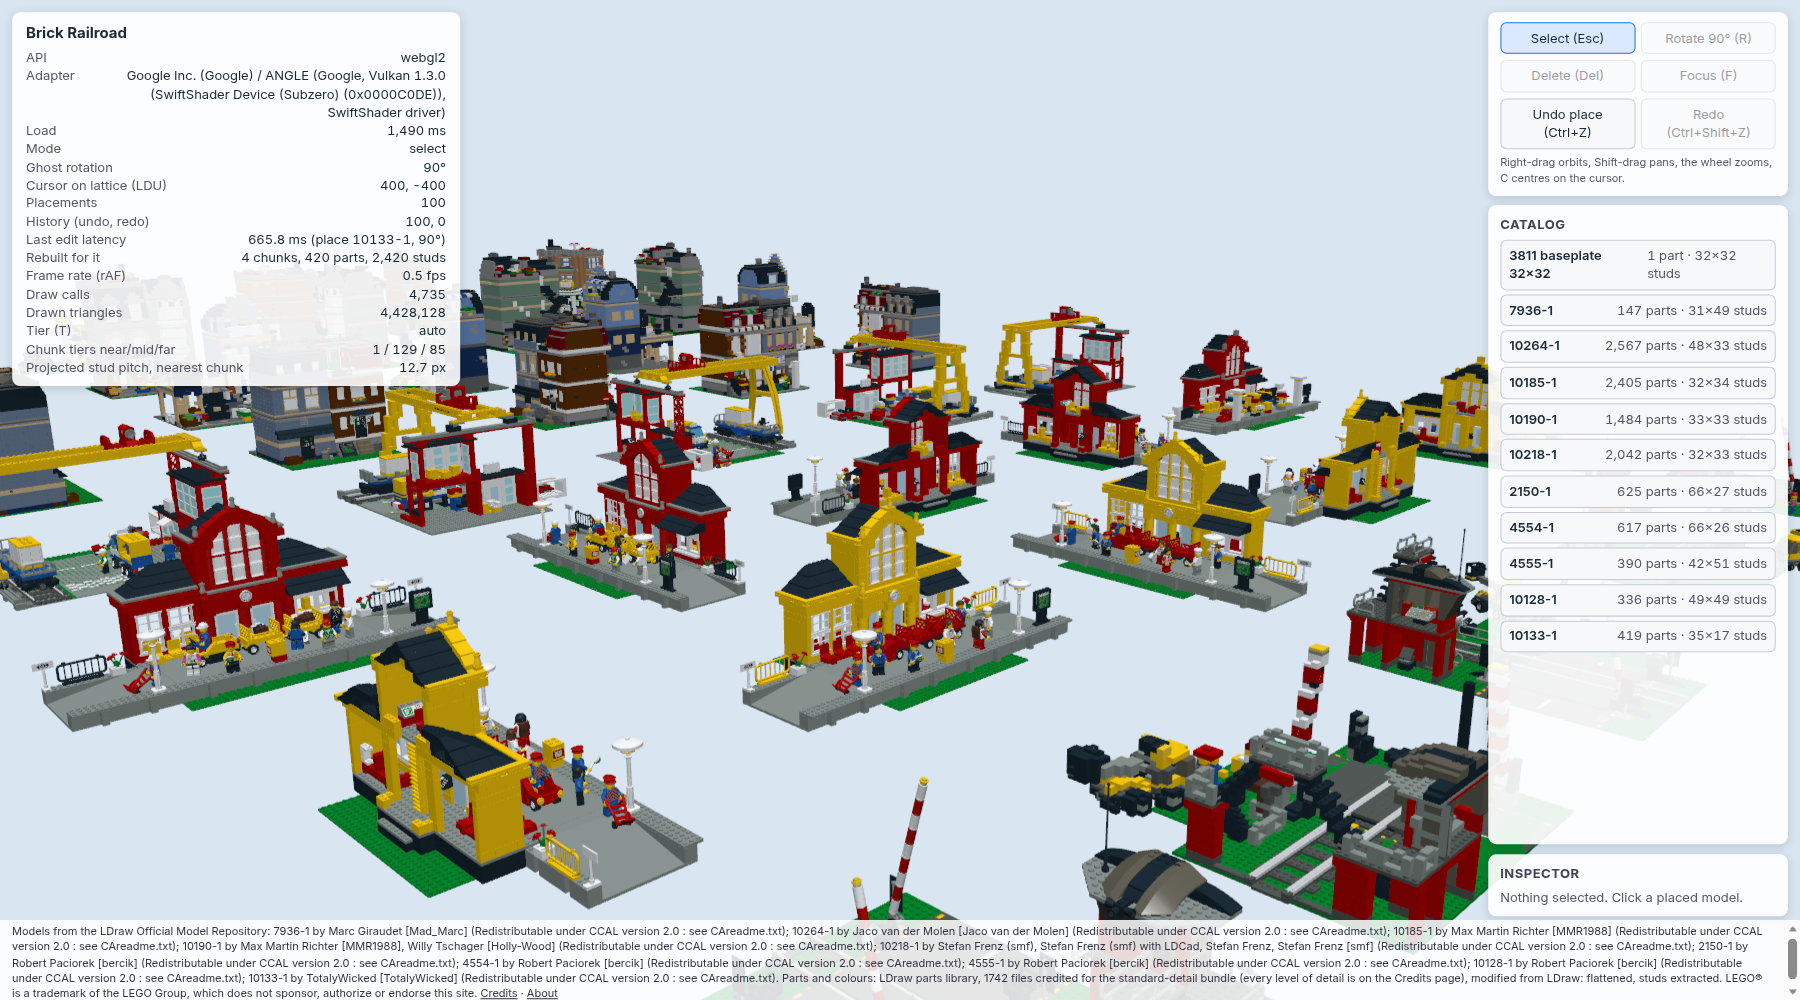 Brick Railroad
API webgl2
Adapter Google Inc. (Google) / ANGLE (Google, Vulkan 1.3.0
(SwiftShader Device (Subzero) (0x0000C0DE)),
SwiftShader driver)
Load 1,490 ms
Mode select
Ghost rotation 90°
Cursor on lattice (LDU) 400, -400
Placements 100
History (undo, redo) 100, 0
Last edit latency 665.8 ms (place 10133-1, 90°)
Rebuilt for it 4 chunks, 420 parts, 2,420 studs
Frame rate (rAF) 0.5 fps
Draw calls 4,735
Drawn triangles 4,428,128
Tier (T) auto
Chunk tiers near/mid/far 1 / 129 / 85
Projected stud pitch, nearest chunk 12.7 px
Select (Esc) Rotate 90° (R)
Delete (Del) Focus (F)
Undo place Redo
(Ctrl+Z) (Ctrl+Shift+Z)
Right-drag orbits, Shift-drag pans, the wheel zooms,
C centres on the cursor.
CATALOG
3811 baseplate 1 part · 32×32
32×32 studs
7936-1 147 parts · 31×49 studs
10264-1 2,567 parts · 48×33 studs
10185-1 2,405 parts · 32×34 studs
10190-1 1,484 parts · 33×33 studs
10218-1 2,042 parts · 32×33 studs
2150-1 625 parts · 66×27 studs
4554-1 617 parts · 66×26 studs
4555-1 390 parts · 42×51 studs
10128-1 336 parts · 49×49 studs
10133-1 419 parts · 35×17 studs
INSPECTOR
Nothing selected. Click a placed model.
Models from the LDraw Official Model Repository: 7936-1 by Marc Giraudet [Mad_Marc] (Redistributable under CCAL version 2.0 : see CAreadme.txt); 10264-1 by Jaco van der Molen [Jaco van der Molen] (Redistributable under CCAL version 2.0 : see CAreadme.txt); 10185-1 by Max Martin Richter [MMR1988] (Redistributable under CCAL
version 2.0 : see CAreadme.txt); 10190-1 by Max Martin Richter [MMR1988], Willy Tschager [Holly-Wood] (Redistributable under CCAL version 2.0 : see CAreadme.txt); 10218-1 by Stefan Frenz (smf), Stefan Frenz (smf) with LDCad, Stefan Frenz, Stefan Frenz [smf] (Redistributable under CCAL version 2.0 : see CAreadme.txt); 2150-1 by
Robert Paciorek [bercik] (Redistributable under CCAL version 2.0 : see CAreadme.txt); 4554-1 by Robert Paciorek [bercik] (Redistributable under CCAL version 2.0 : see CAreadme.txt); 4555-1 by Robert Paciorek [bercik] (Redistributable under CCAL version 2.0 : see CAreadme.txt); 10128-1 by Robert Paciorek [bercik] (Redistributable
under CCAL version 2.0 : see CAreadme.txt); 10133-1 by TotalyWicked [TotalyWicked] (Redistributable under CCAL version 2.0 : see CAreadme.txt). Parts and colours: LDraw parts library, 1742 files credited for the standard-detail bundle (every level of detail is on the Credits page), modified from LDraw: flattened, studs extracted. LEGO®
is a trademark of the LEGO Group, which does not sponsor, authorize or endorse this site. Credits · About